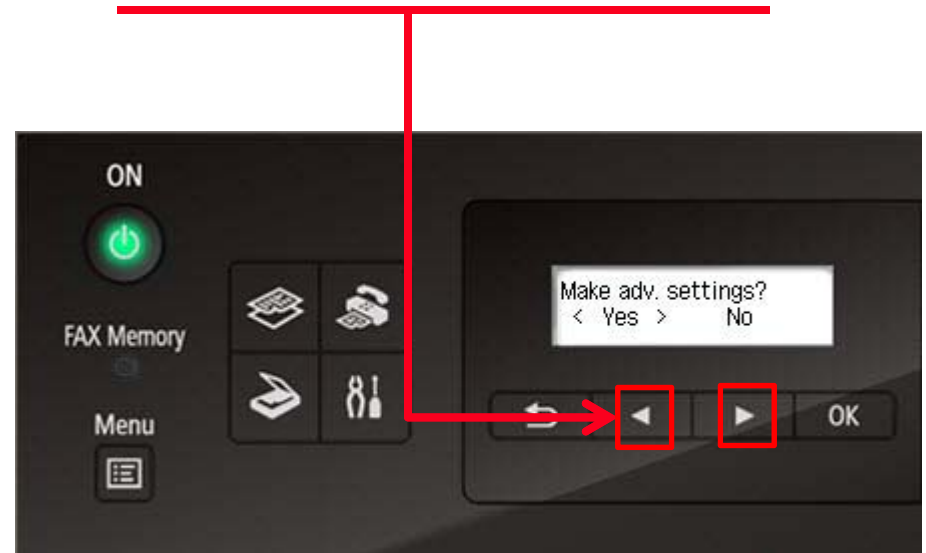 ON
Make adv. settings?
< Yes > No
FAX Memory
OK
Menu